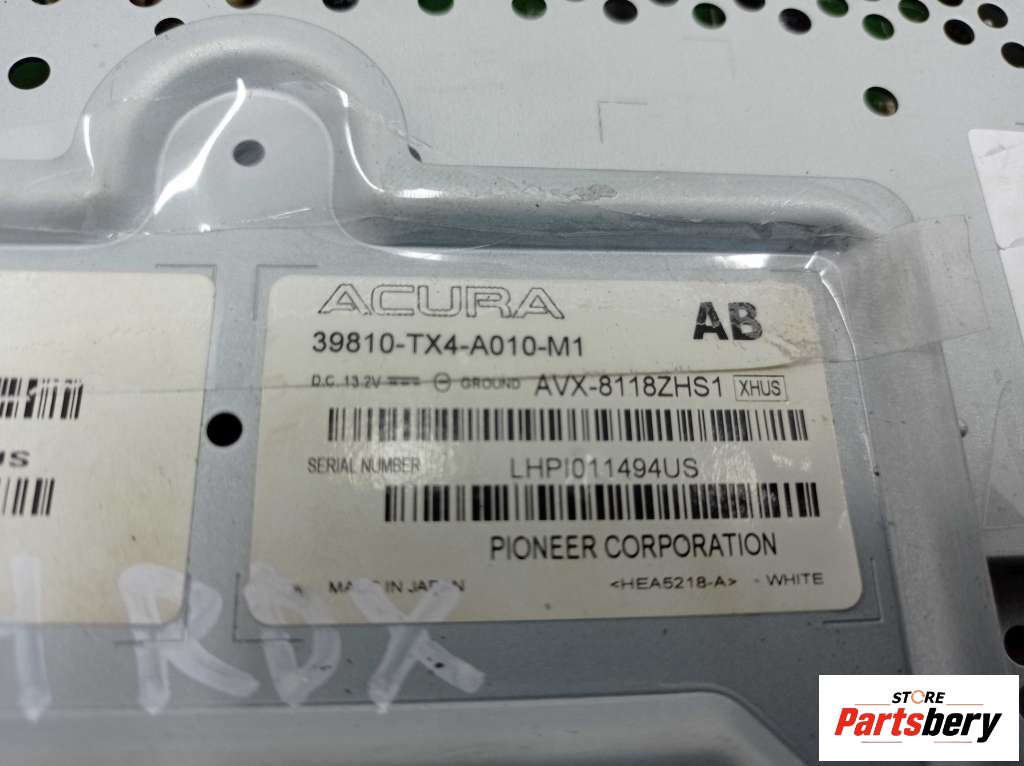 ACURA
AB
39810-TX4-A010-M1
D.C. 13.2V GROUND AVX-8118ZHS1 XHUS
SERIAL NUMBER LHPI011494US
PIONEER CORPORATION
MADE IN JAPAN <HEA5218-A> - WHITE
RDX
STORE
Partsbery